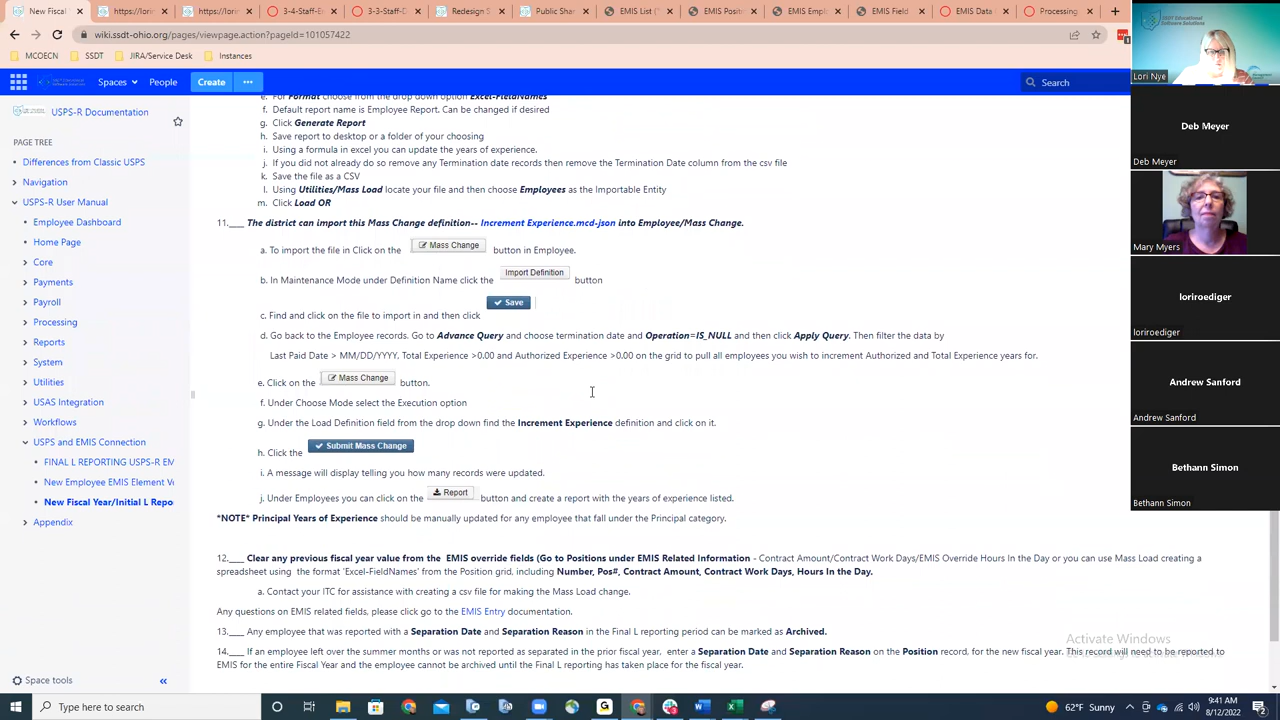 New Fi
3-4-Staff-E
3-3-Staff-D
Redesign S
Public Sha
EMIS List (
EMIS Positi
EMIS Empl
EMIS Field
EMIS Data
Processing
wiki.ssdt-ohio.org/pages/viewpage.action?pageId=101057422
MCOECN
SSDT
JIRA/Service Desk
Instances
Spaces
People
Create
Search
USPS-R Documentation
PAGE TREE
Differences from Classic USPS
Navigation
USPS-R User Manual
Employee Dashboard
Home Page
Core
Payments
Payroll
Processing
Reports
System
Utilities
USAS Integration
Workflows
USPS and EMIS Connection
FINAL L REPORTING USPS-R EM
New Employee EMIS Element Va
New Fiscal Year/Initial L Repo
Appendix
Space tools
e. For Format use the drop down option Excel-FieldNames
f. Default report name is Employee Report. Can be changed if desired
g. Click Generate Report
h. Save report to desktop or a folder of your choosing
i. Using a formula in excel you can update the years of experience.
j. If you did not already do so remove any Termination date records then remove the Termination Date column from the csv file
k. Save the file as a CSV
l. Using Utilities/Mass Load locate your file and then choose Employees as the Importable Entity
m. Click Load OR
11.___ The district can import this Mass Change definition-- Increment Experience.mcd-json into Employee/Mass Change.
a. To import the file in Click on the Mass Change button in Employee.
b. In Maintenance Mode under Definition Name click the Import Definition button
c. Find and click on the file to import in and then click Save
d. Go back to the Employee records. Go to Advance Query and choose termination date and Operation=IS_NULL and then click Apply Query. Then filter the data by
Last Paid Date > MM/DD/YYYY. Total Experience >0.00 and Authorized Experience >0.00 on the grid to pull all employees you wish to increment Authorized and Total Experience years for.
e. Click on the Mass Change button.
f. Under Choose Mode select the Execution option
g. Under the Load Definition field from the drop down find the Increment Experience definition and click on it.
h. Click the Submit Mass Change
i. A message will display telling you how many records were updated.
j. Under Employees you can click on the Report button and create a report with the years of experience listed.
*NOTE* Principal Years of Experience should be manually updated for any employee that fall under the Principal category.
12.___ Clear any previous fiscal year value from the EMIS override fields (Go to Positions under EMIS Related Information - Contract Amount/Contract Work Days/EMIS Override Hours In the Day or you can use Mass Load creating a
spreadsheet using the format 'Excel-FieldNames' from the Position grid, including Number, Pos#, Contract Amount, Contract Work Days, Hours In the Day.
a. Contact your ITC for assistance with creating a csv file for making the Mass Load change.
Any questions on EMIS related fields, please click go to the EMIS Entry documentation.
13.___ Any employee that was reported with a Separation Date and Separation Reason in the Final L reporting period can be marked as Archived.
14.___ If an employee left over the summer months or was not reported as separated in the prior fiscal year, enter a Separation Date and Separation Reason on the Position record, for the new fiscal year. This record will need to be reported to
EMIS for the entire Fiscal Year and the employee cannot be archived until the Final L reporting has taken place for the fiscal year.
Activate Windows
SSDT Educational
Software Solutions
Lori Nye
Deb Meyer
Deb Meyer
Mary Myers
loriroediger
loriroediger
Andrew Sanford
Andrew Sanford
Bethann Simon
Bethann Simon
Type here to search
62°F Sunny
9:41 AM
8/12/2022